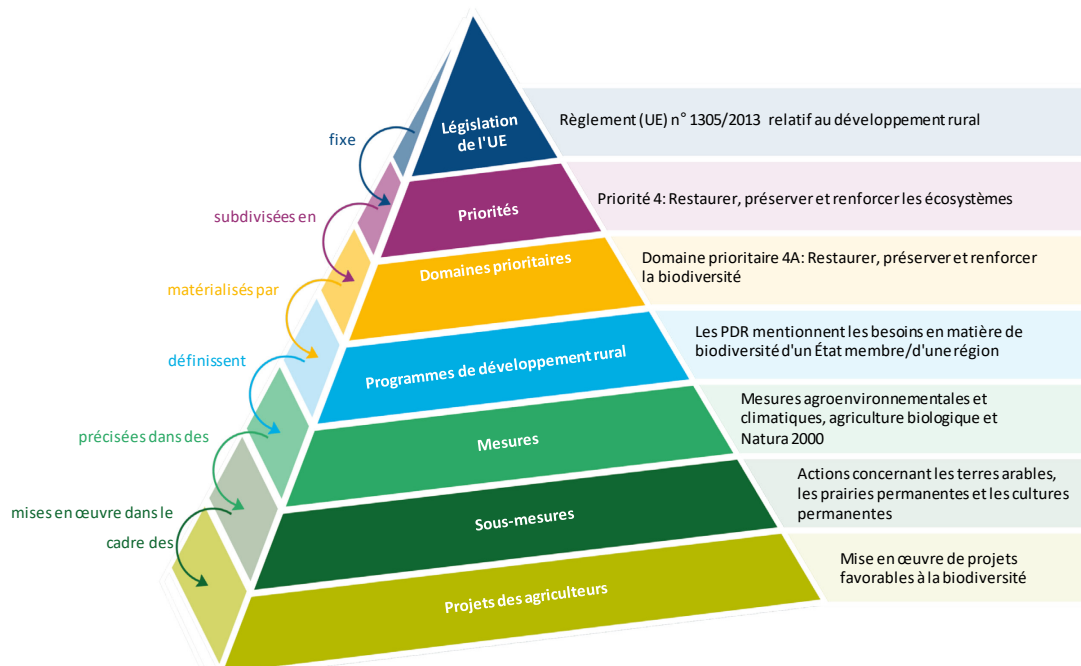 Législation
de l'UE
Règlement (UE) n° 1305/2013 relatif au développement rural
fixe
Priorités
Priorité 4: Restaurer, préserver et renforcer les écosystèmes
subdivisées en
Domaines prioritaires
Domaine prioritaire 4A: Restaurer, préserver et renforcer
la biodiversité
matérialisés par
Programmes de développement rural
Les PDR mentionnent les besoins en matière de
biodiversité d'un État membre/d'une région
définissent
Mesures
Mesures agroenvironnementales et
climatiques, agriculture biologique et
Natura 2000
précisées dans des
Sous-mesures
Actions concernant les terres arables,
les prairies permanentes et les cultures
permanentes
mises en œuvre dans le
cadre des
Projets des agriculteurs
Mise en œuvre de projets
favorables à la biodiversité